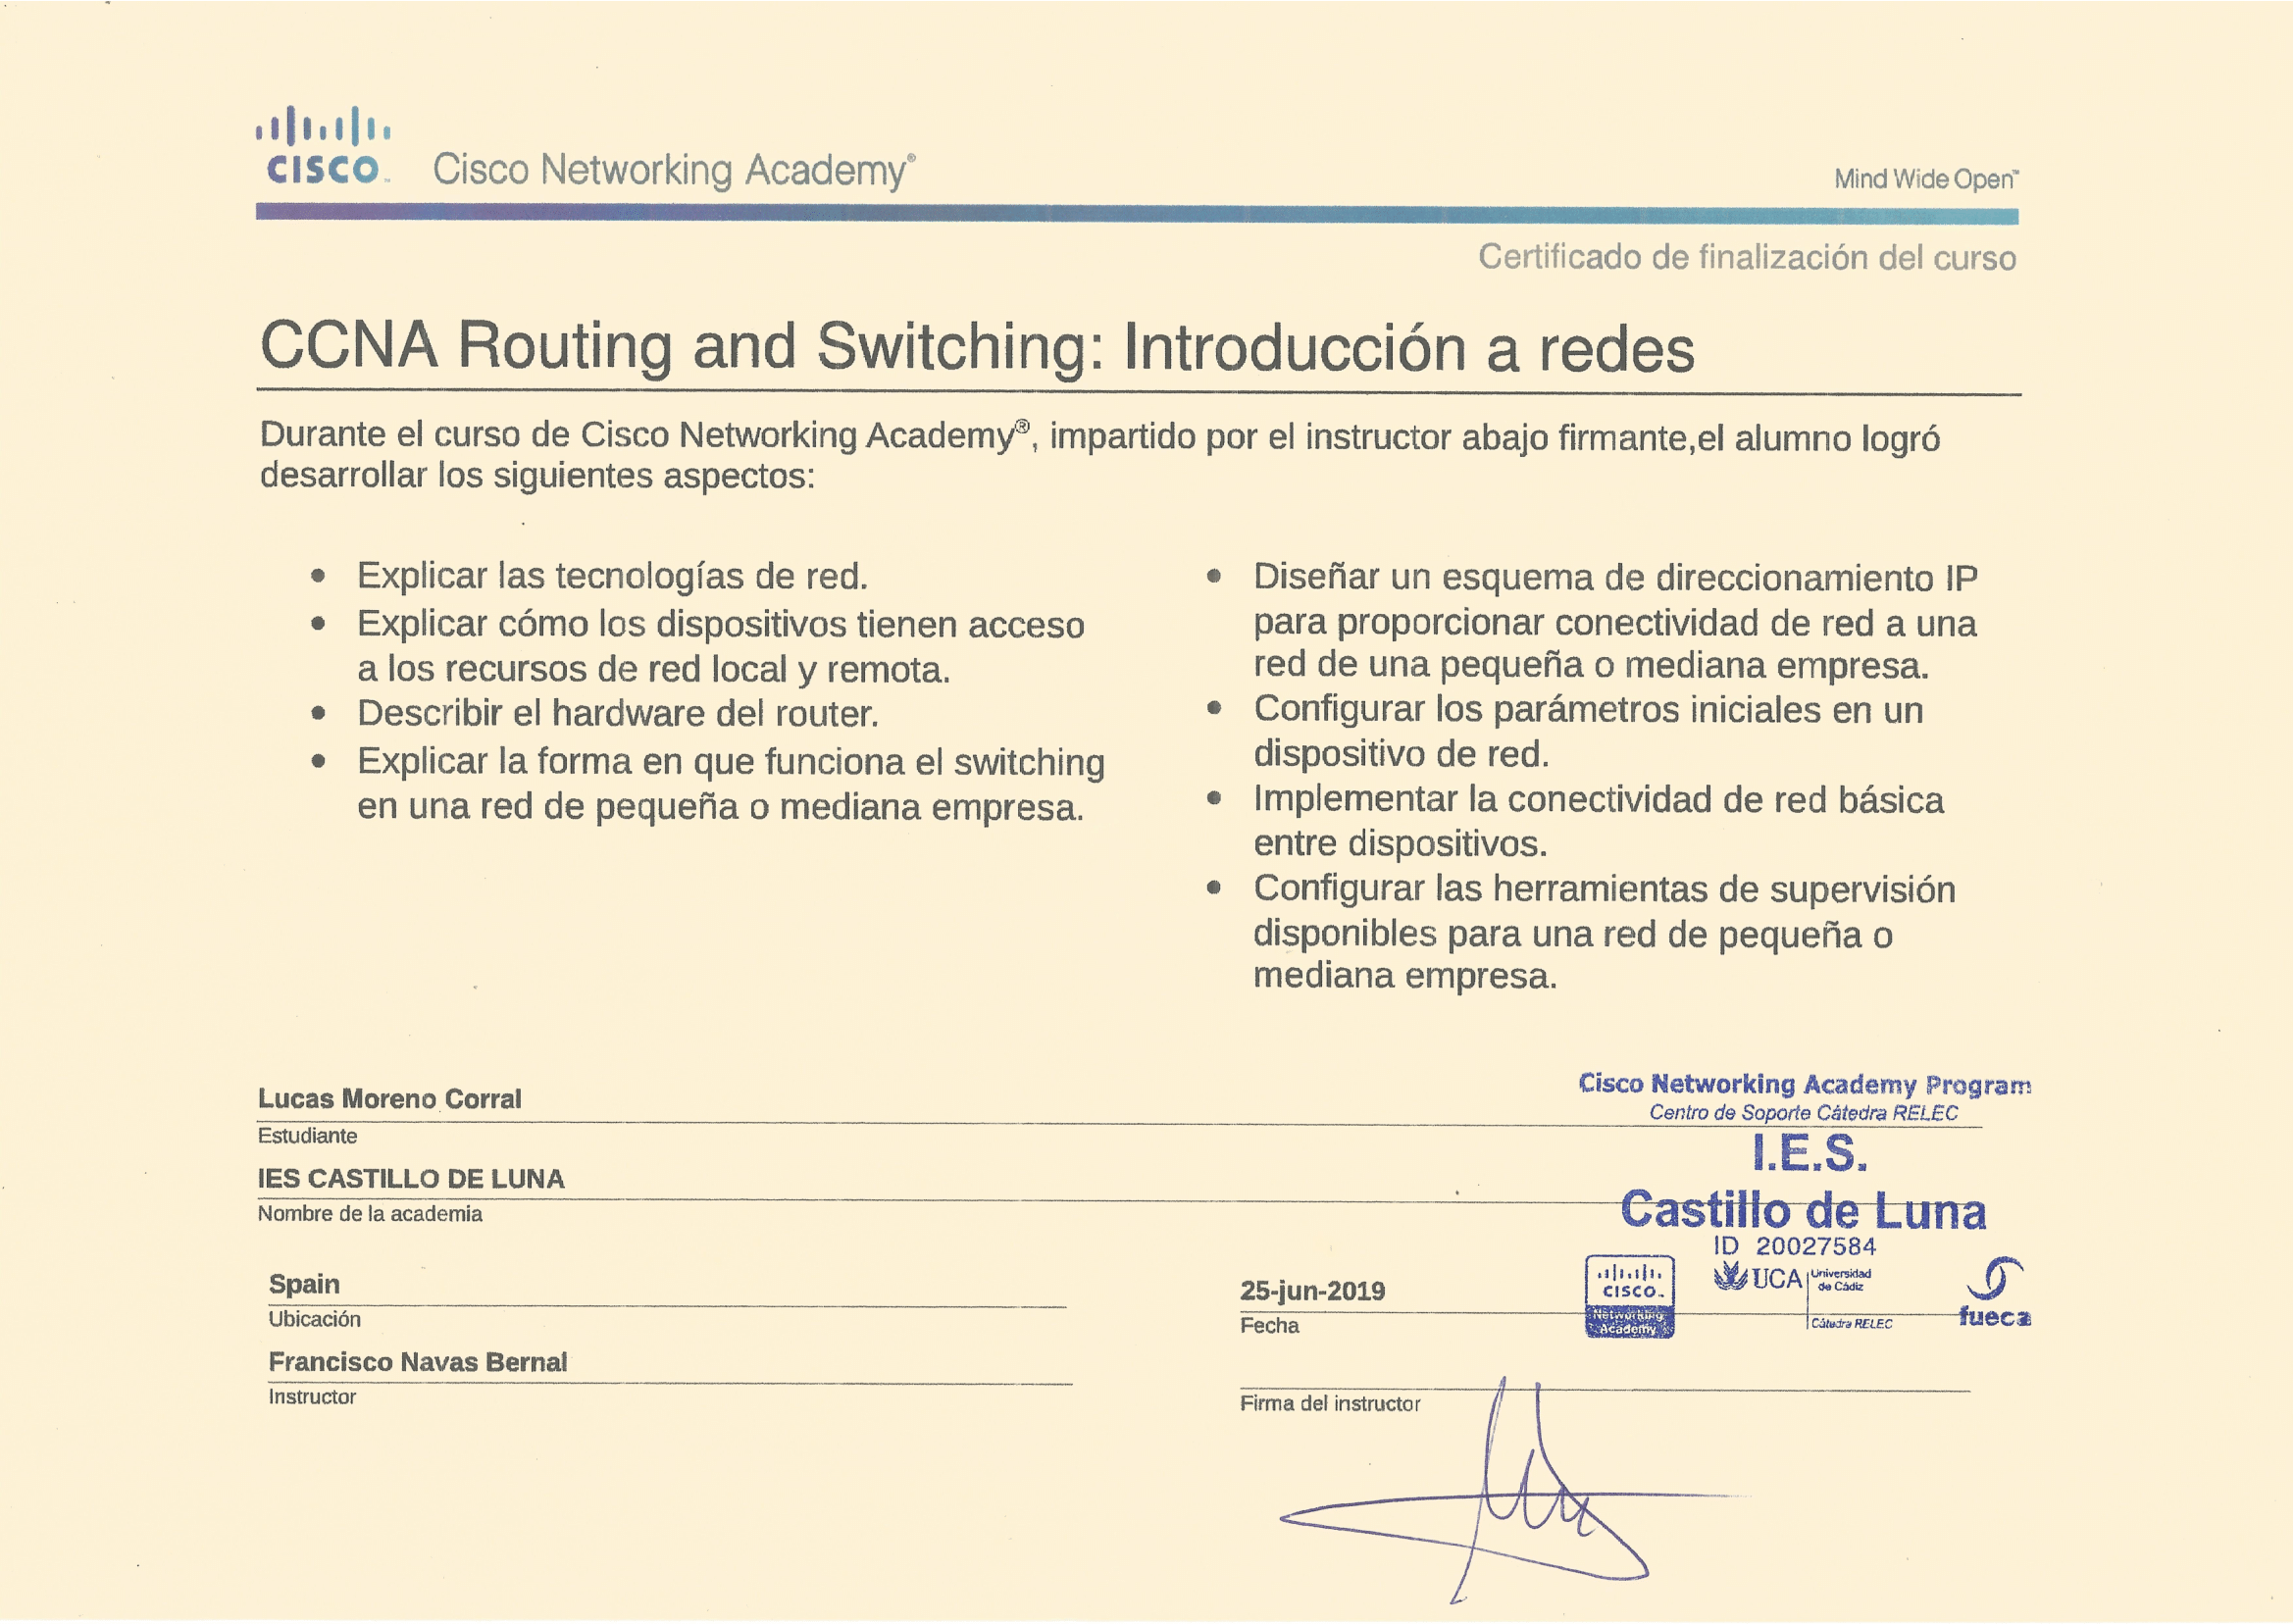 CISCO
Cisco Networking Academy®
Mind Wide Open™
Certificado de finalización del curso
CCNA Routing and Switching: Introducción a redes
Durante el curso de Cisco Networking Academy®, impartido por el instructor abajo firmante,el alumno logró
desarrollar los siguientes aspectos:
• Explicar las tecnologías de red.
• Explicar cómo los dispositivos tienen acceso
a los recursos de red local y remota.
• Describir el hardware del router.
• Explicar la forma en que funciona el switching
en una red de pequeña o mediana empresa.
• Diseñar un esquema de direccionamiento IP
para proporcionar conectividad de red a una
red de una pequeña o mediana empresa.
• Configurar los parámetros iniciales en un
dispositivo de red.
• Implementar la conectividad de red básica
entre dispositivos.
• Configurar las herramientas de supervisión
disponibles para una red de pequeña o
mediana empresa.
Lucas Moreno Corral
Estudiante
IES CASTILLO DE LUNA
Nombre de la academia
Spain
Ubicación
Francisco Navas Bernal
Instructor
25-jun-2019
Fecha
Firma del instructor
Cisco Networking Academy Program
Centro de Soporte Cátedra RELEC
I.E.S.
Castillo de Luna
ID 20027584
CISCO
Networking
Academy
UCA
Universidad
de Cádiz
Cátedra RELEC
fueca